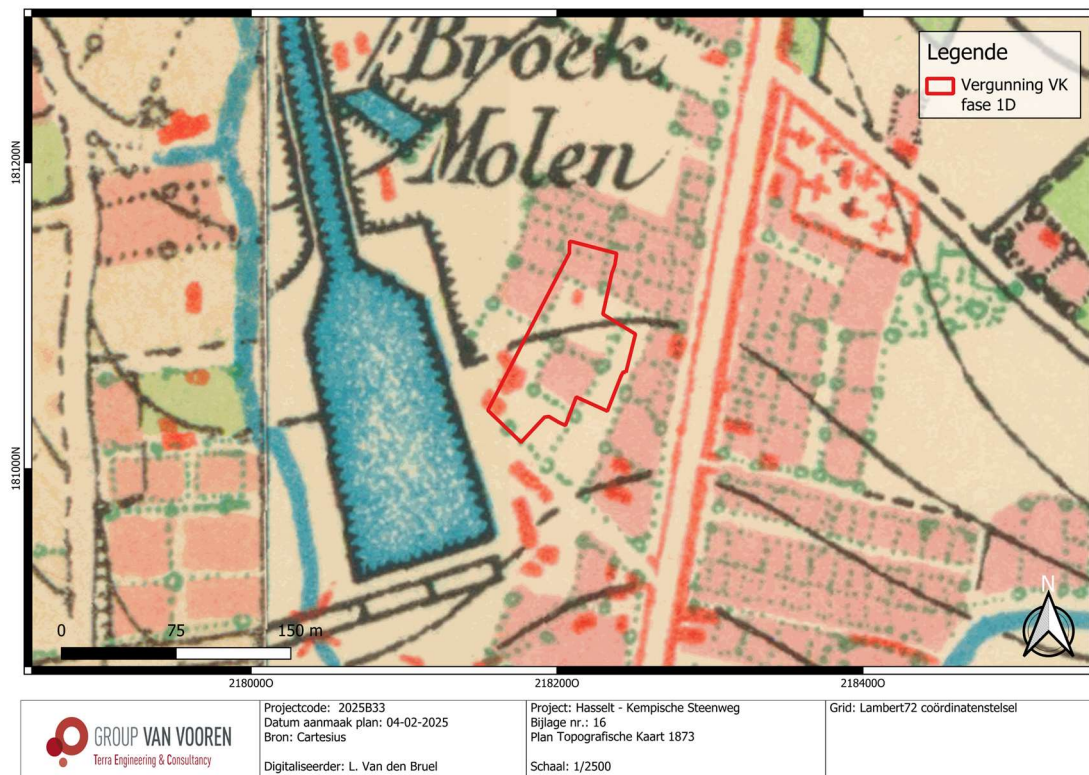 Broek
Molen
Legende
Vergunning VK
fase 1D
181200N
181000N
0 75 150 m
N
218000O
218200O
218400O
GROUP VAN VOOREN
Terra Engineering & Consultancy
Projectcode: 2025B33
Datum aanmaak plan: 04-02-2025
Bron: Cartesius
Digitaliseerder: L. Van den Bruel
Project: Hasselt - Kempische Steenweg
Bijlage nr.: 16
Plan Topografische Kaart 1873
Schaal: 1/2500
Grid: Lambert72 coördinatenstelsel